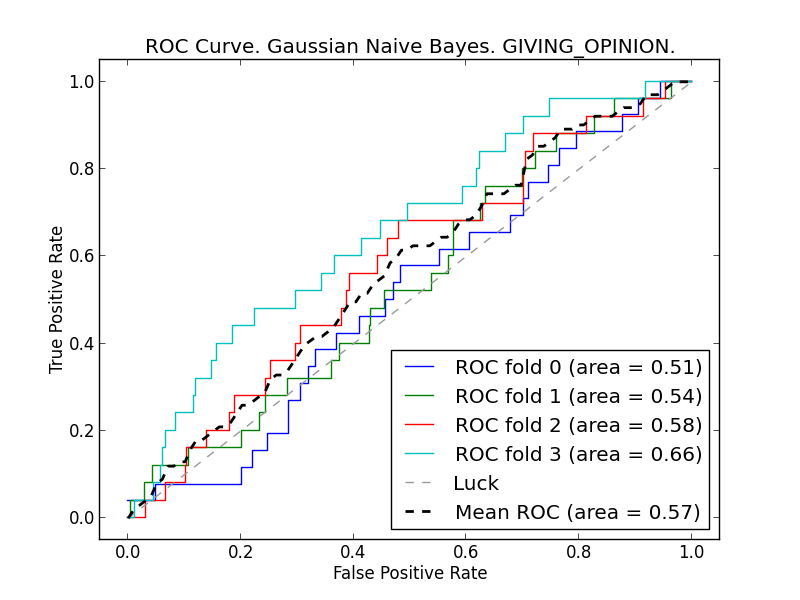 ROC Curve. Gaussian Naive Bayes. GIVING_OPINION.
True Positive Rate
1.0
0.8
0.6
0.4
0.2
0.0
ROC fold 0 (area = 0.51)
ROC fold 1 (area = 0.54)
ROC fold 2 (area = 0.58)
ROC fold 3 (area = 0.66)
Luck
Mean ROC (area = 0.57)
0.0 0.2 0.4 0.6 0.8 1.0
False Positive Rate